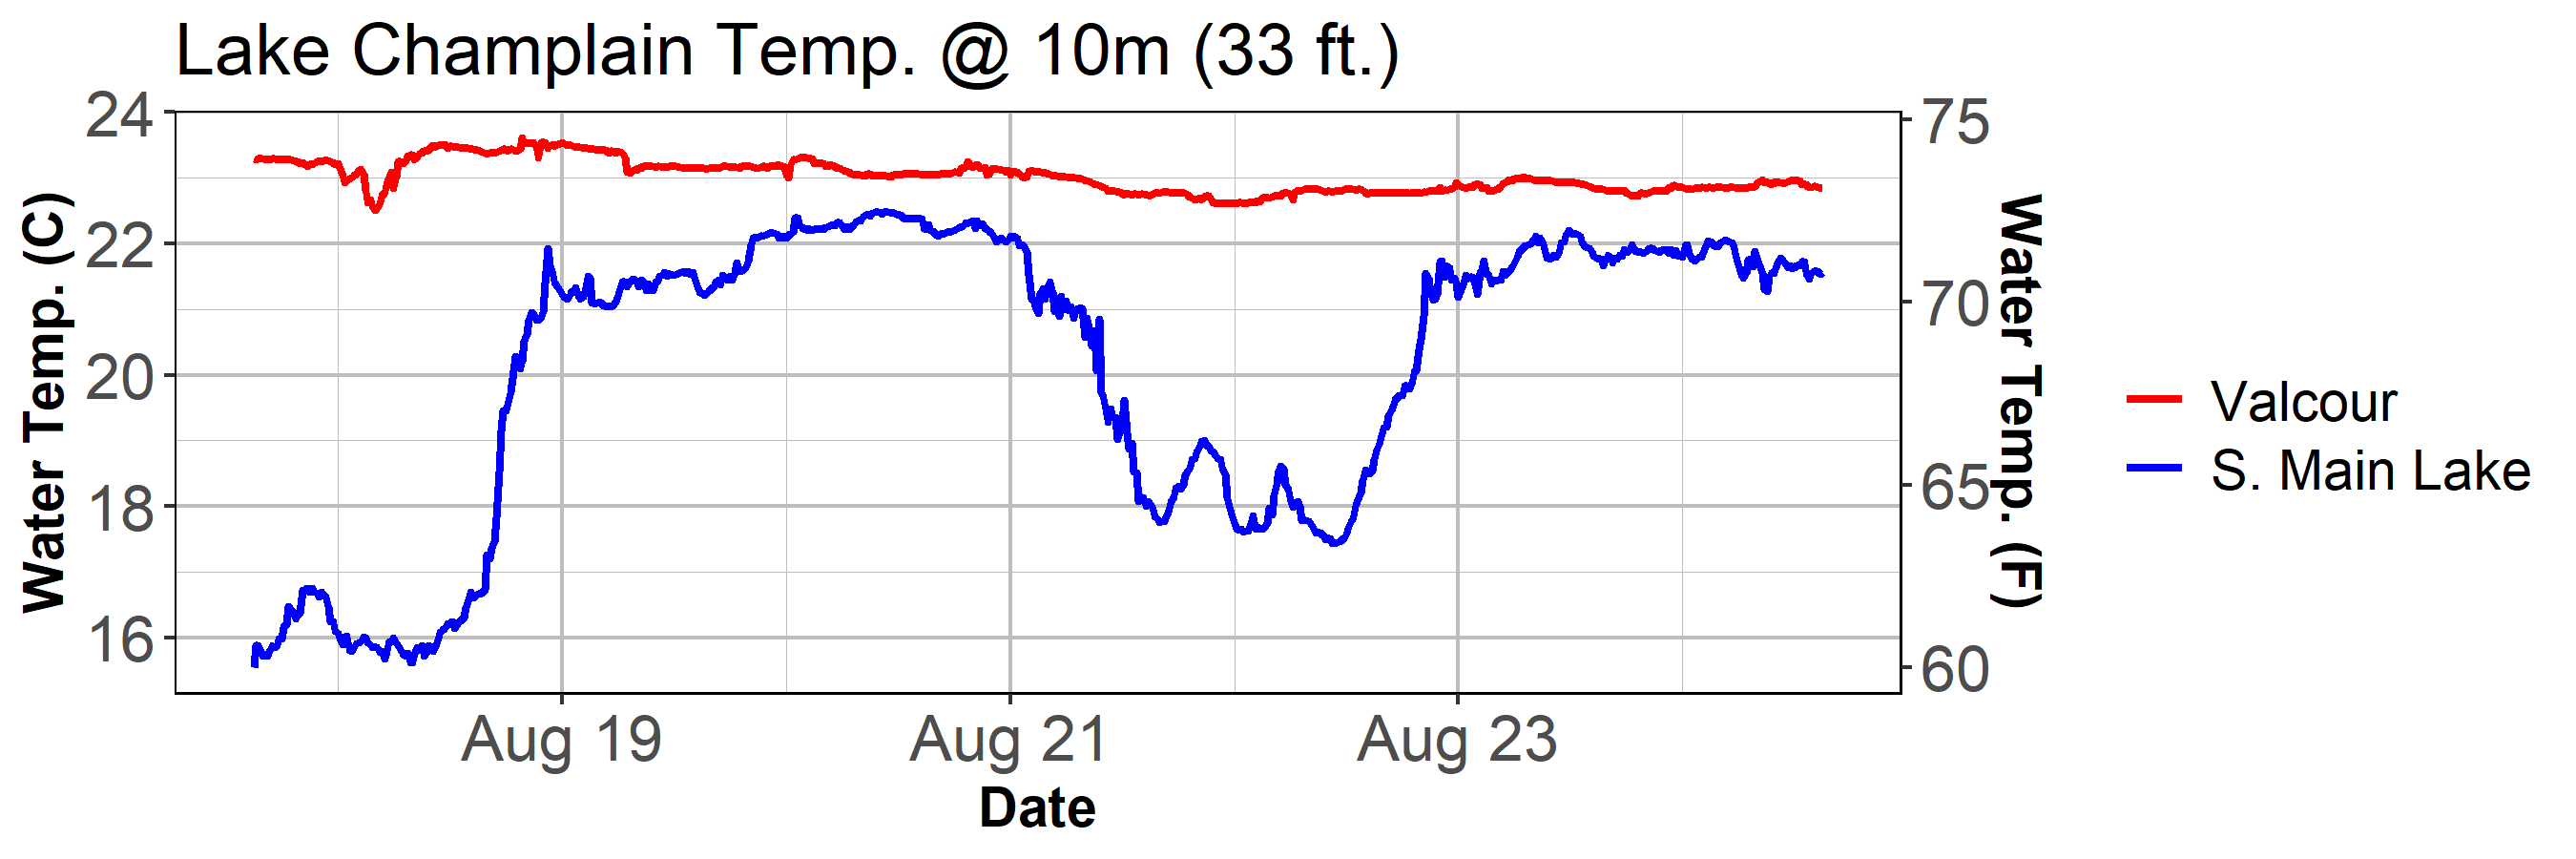 Lake Champlain Temp. @ 10m (33 ft.)
24
22
20
18
16
Water Temp. (C)
75
70
65
60
Water Temp. (F)
Aug 19
Aug 21
Aug 23
Date
Valcour
S. Main Lake